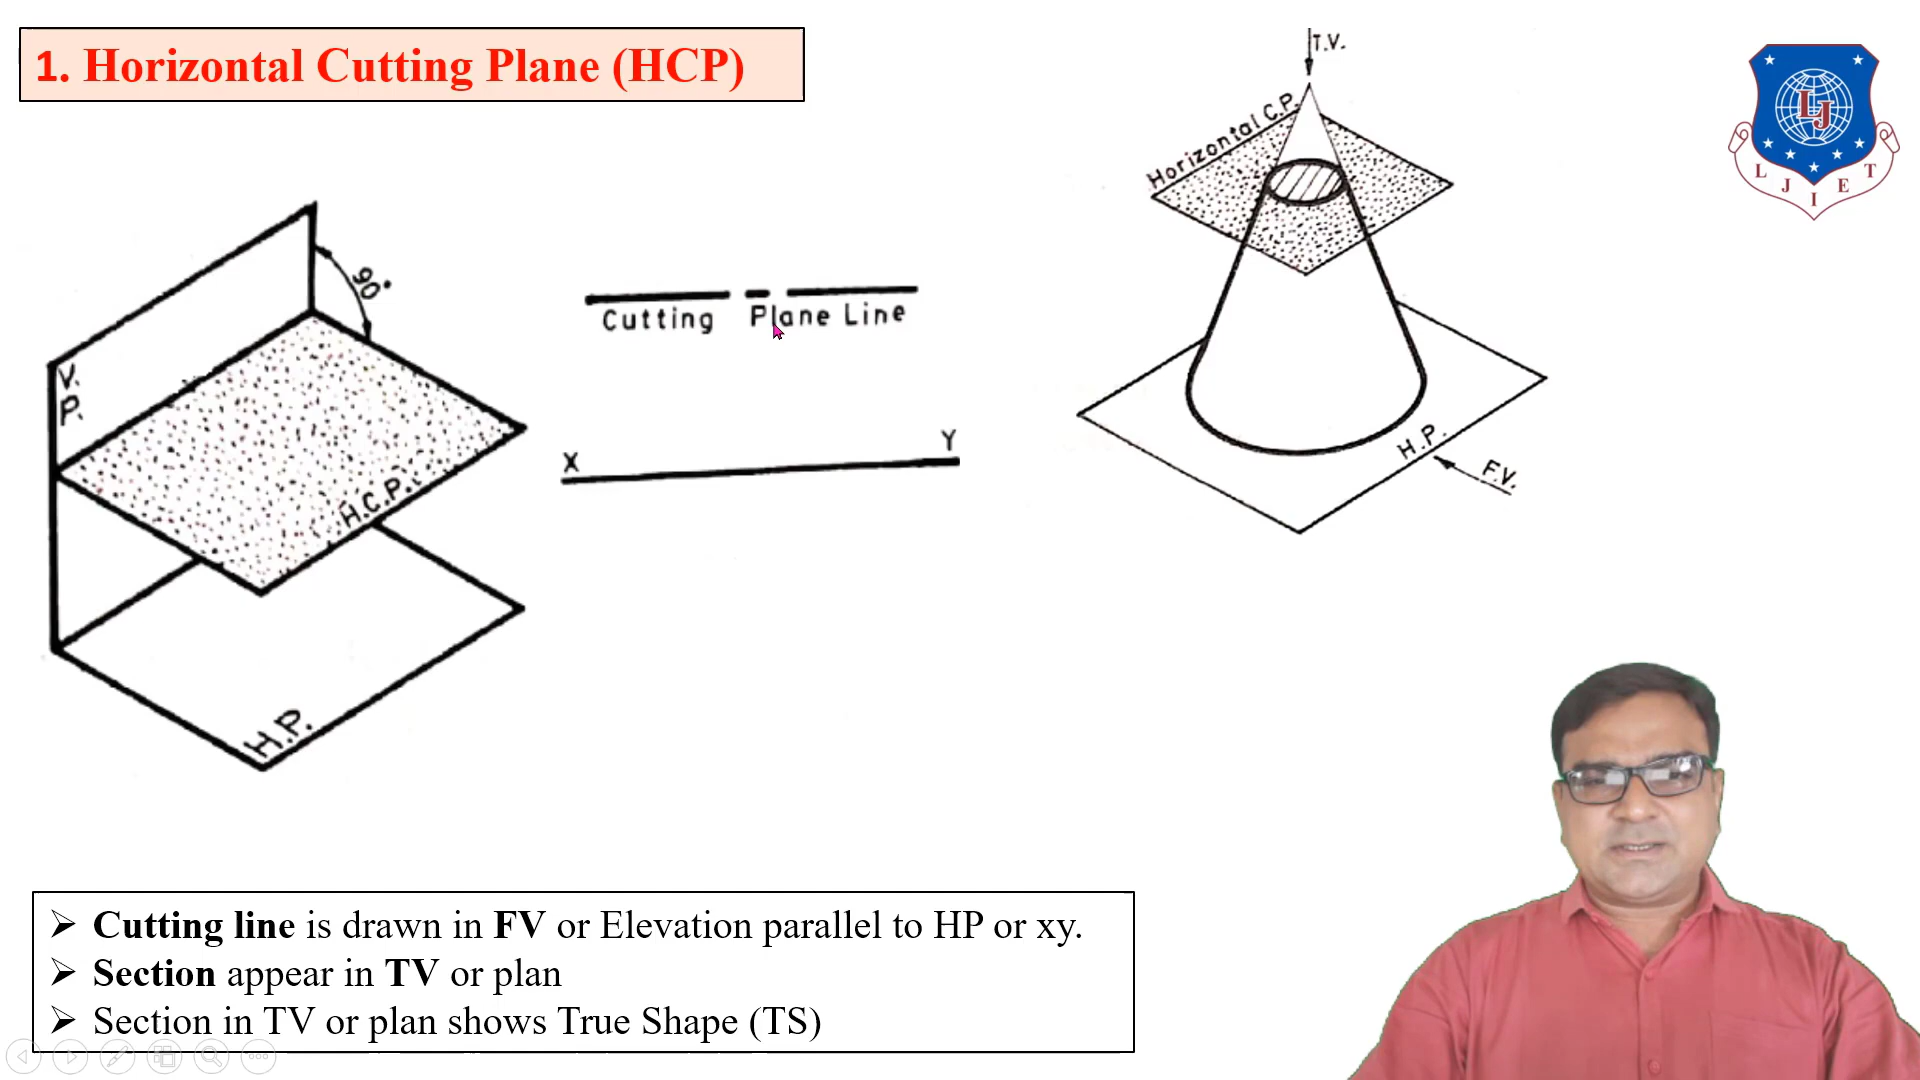 1. Horizontal Cutting Plane (HCP)
T.V.
Horizontal C.P.
H.P.
F.V.
L J
L J I E T
90°
V.
P.
H.C.P.
H.P.
Cutting Plane Line
X Y
➢ Cutting line is drawn in FV or Elevation parallel to HP or xy.
➢ Section appear in TV or plan
➢ Section in TV or plan shows True Shape (TS)